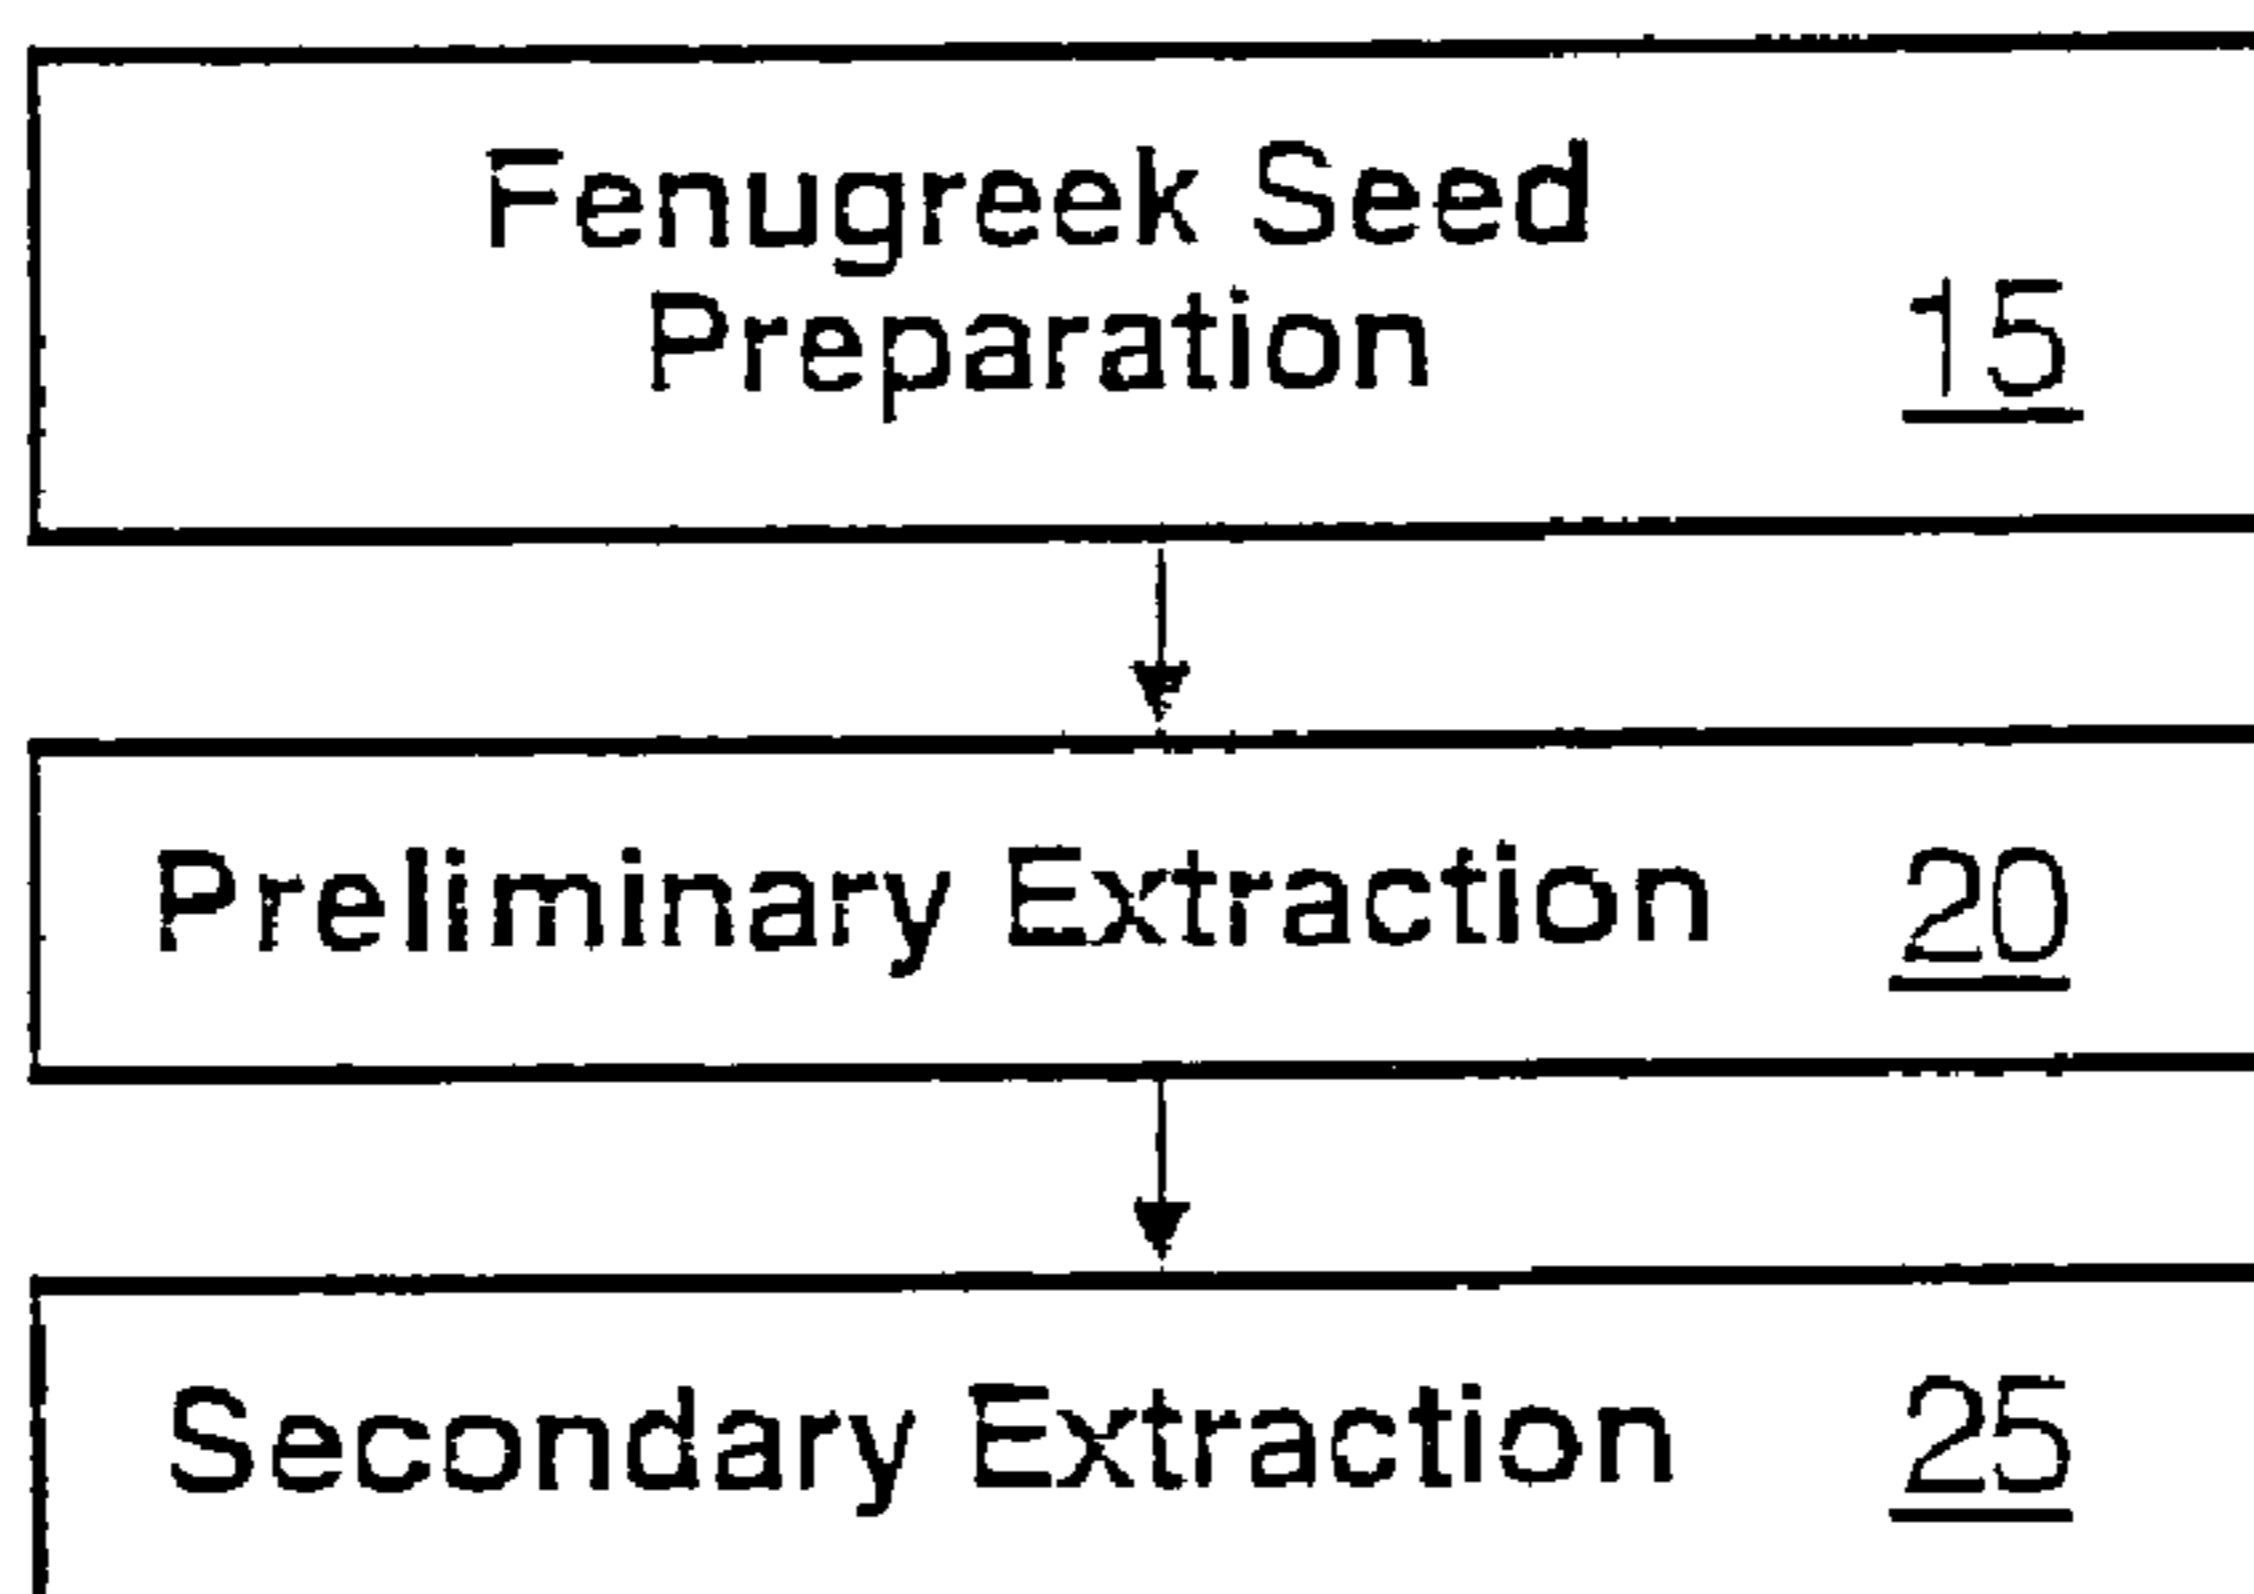 Fenugreek Seed
Preparation 15
Preliminary Extraction 20
Secondary Extraction 25